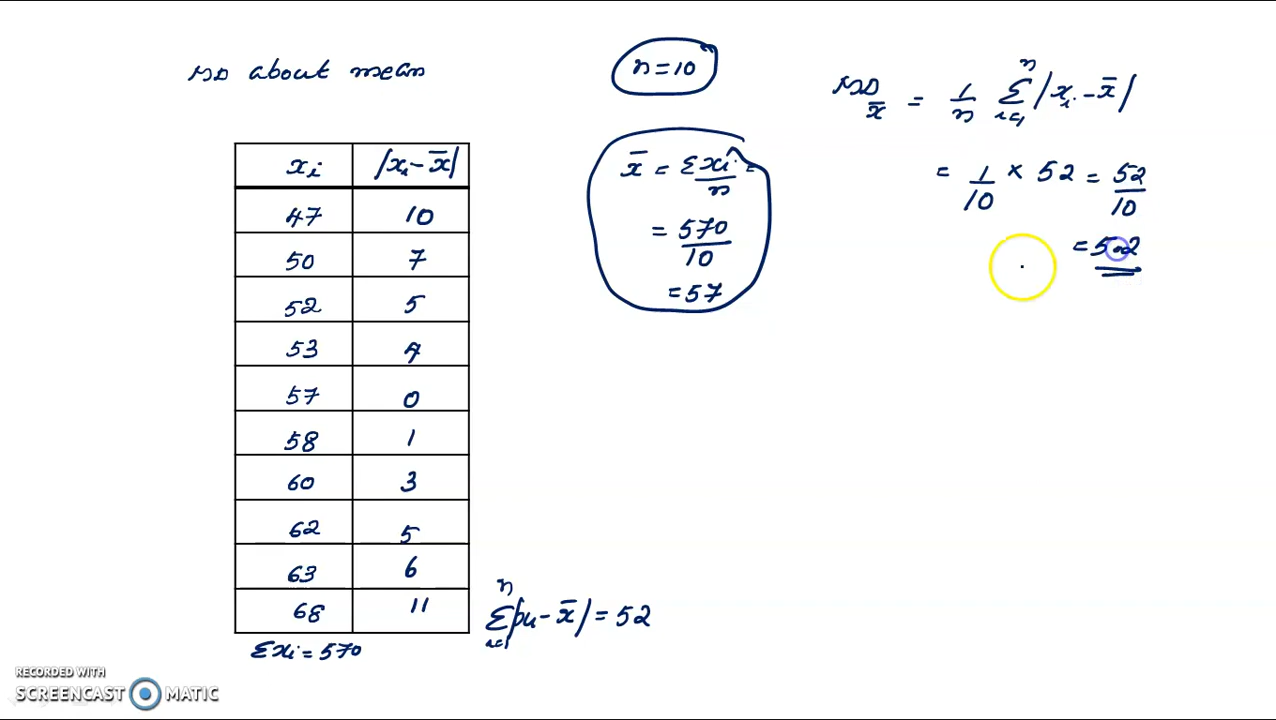 MD about mean
n=10
xi |xi-x̄|
47 10
50 7
52 5
53 4
57 0
58 1
60 3
62 5
63 6
68 11
Σxi=570
n
Σ|xi-x̄|=52
i=1
x̄ = Σxi/n =
= 570/10
=57
MD x̄ = 1/n Σ|xi-x̄|
= 1/10 × 52 = 52/10
=5.2
RECORDED WITH
SCREENCAST MATIC